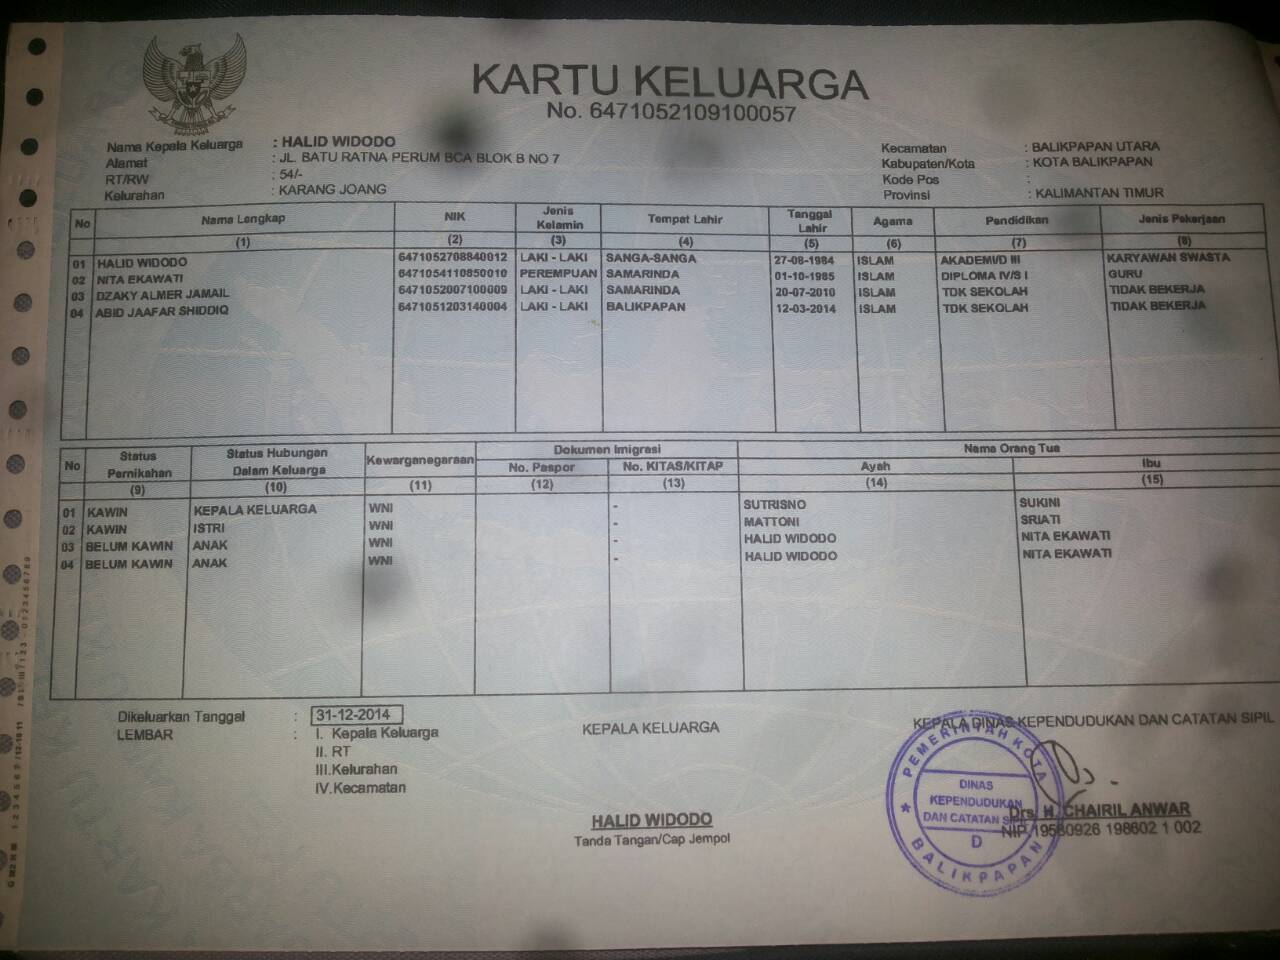 KARTU KELUARGA
No. 6471052109100057
Nama Kepala Keluarga : HALID WIDODO
Alamat : JL. BATU RATNA PERUM BCA BLOK B NO 7
RT/RW : 54/-
Kelurahan : KARANG JOANG
Kecamatan : BALIKPAPAN UTARA
Kabupaten/Kota : KOTA BALIKPAPAN
Kode Pos :
Provinsi : KALIMANTAN TIMUR
No Nama Lengkap NIK Jenis Kelamin Tempat Lahir Tanggal Lahir Agama Pendidikan Jenis Pekerjaan
(1) (2) (3) (4) (5) (6) (7) (8)
01 HALID WIDODO 6471052708840012 LAKI - LAKI SANGA-SANGA 27-08-1984 ISLAM AKADEMI/D III KARYAWAN SWASTA
02 NITA EKAWATI 6471054110850010 PEREMPUAN SAMARINDA 01-10-1985 ISLAM DIPLOMA IV/S I GURU
03 DZAKY ALMER JAMAIL 6471052007100009 LAKI - LAKI SAMARINDA 20-07-2010 ISLAM TDK SEKOLAH TIDAK BEKERJA
04 ABID JAAFAR SHIDDIQ 6471051203140004 LAKI - LAKI BALIKPAPAN 12-03-2014 ISLAM TDK SEKOLAH TIDAK BEKERJA
No Status Pernikahan Status Hubungan Dalam Keluarga Kewarganegaraan Dokumen Imigrasi Nama Orang Tua
No. Paspor No. KITAS/KITAP Ayah Ibu
(9) (10) (11) (12) (13) (14) (15)
01 KAWIN KEPALA KELUARGA WNI - SUTRISNO SUKINI
02 KAWIN ISTRI WNI - MATTONI SRIATI
03 BELUM KAWIN ANAK WNI - HALID WIDODO NITA EKAWATI
04 BELUM KAWIN ANAK WNI - HALID WIDODO NITA EKAWATI
Dikeluarkan Tanggal : 31-12-2014
LEMBAR : I. Kepala Keluarga
II. RT
III.Kelurahan
IV.Kecamatan
KEPALA KELUARGA
HALID WIDODO
Tanda Tangan/Cap Jempol
KEPALA DINAS KEPENDUDUKAN DAN CATATAN SIPIL
PEMERINTAH KOTA
DINAS
KEPENDUDUKAN
DAN CATATAN SIPIL
D
BALIKPAPAN
Drs. H. CHAIRIL ANWAR
NIP 19580926 198602 1 002